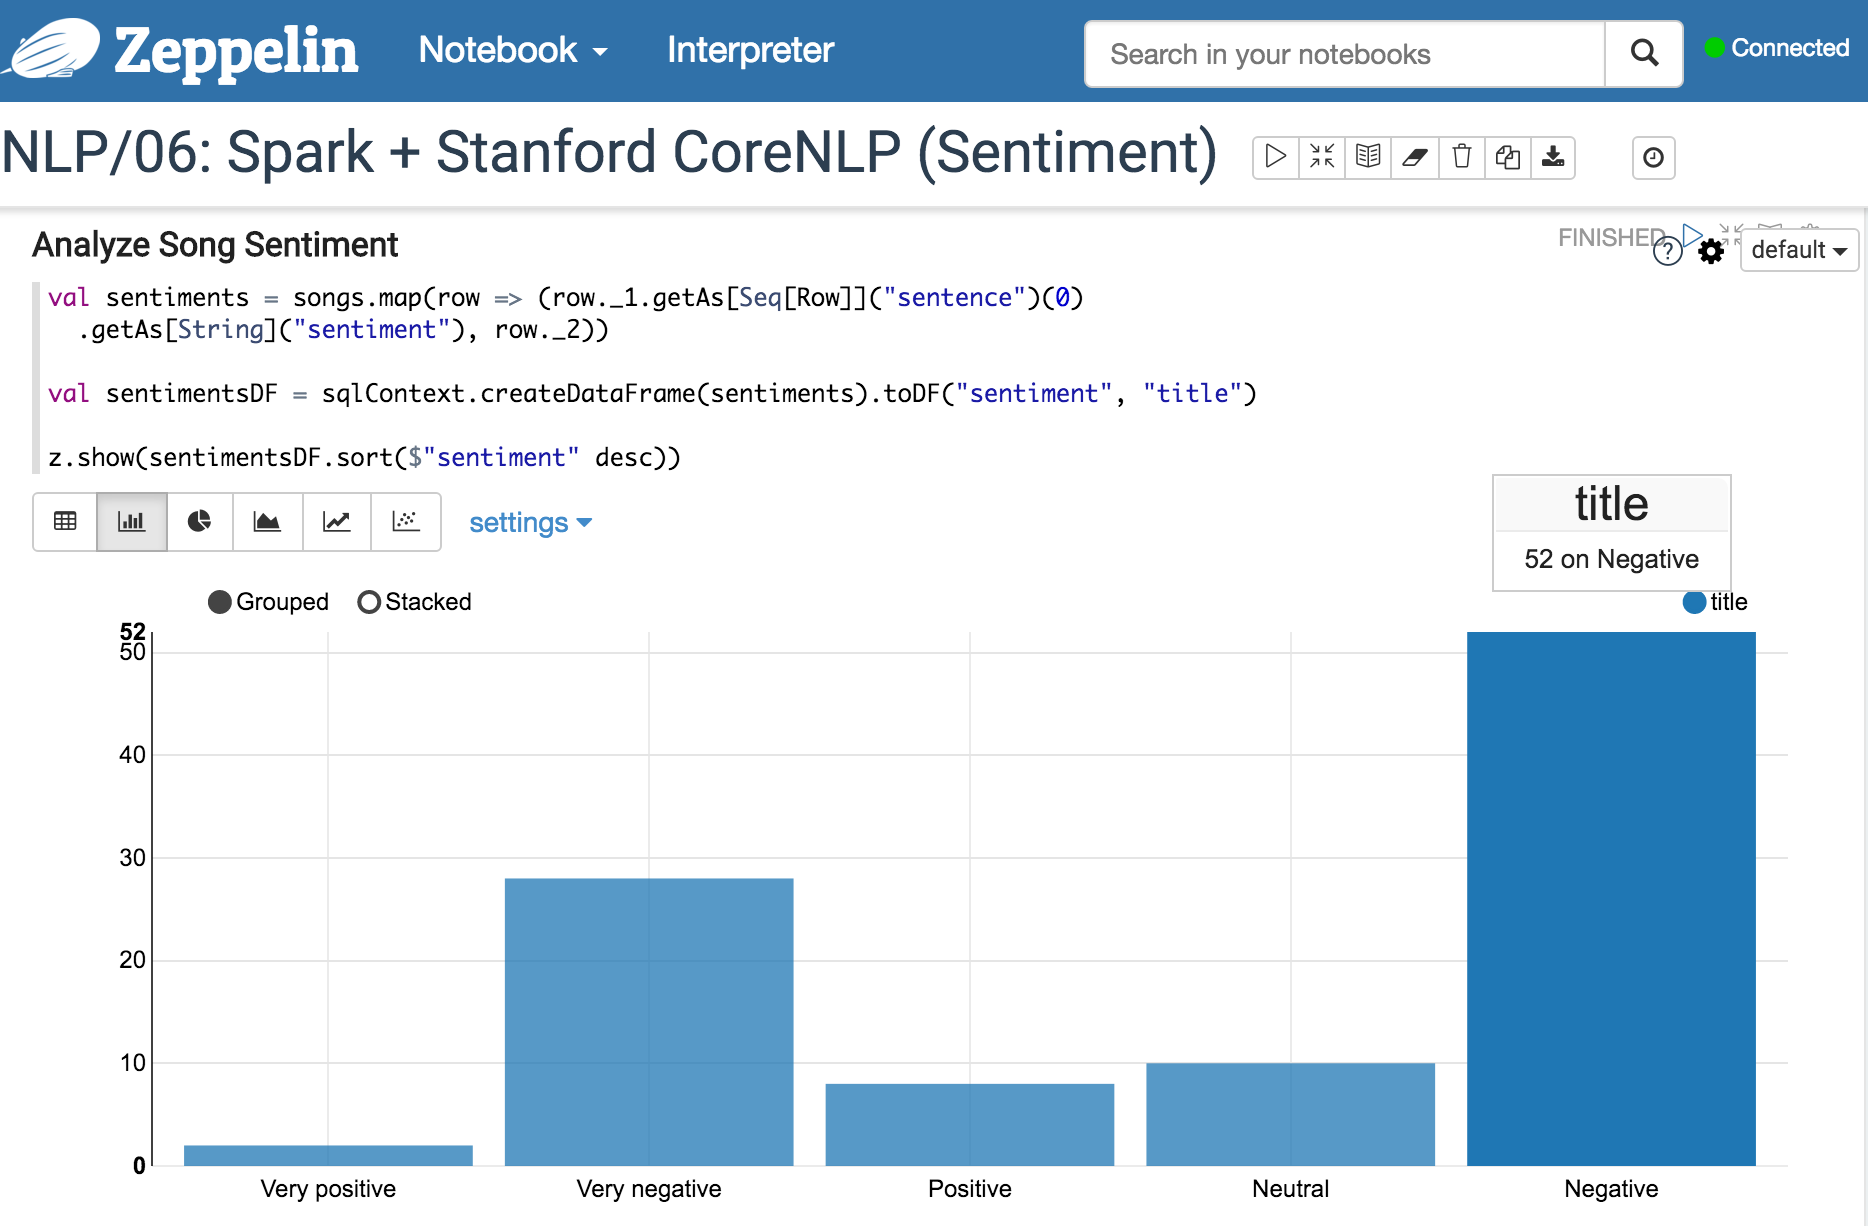 Zeppelin Notebook Interpreter Search in your notebooks Connected
NLP/06: Spark + Stanford CoreNLP (Sentiment)
Analyze Song Sentiment
FINISHED
? default
val sentiments = songs.map(row => (row._1.getAs[Seq[Row]]("sentence")(0)
.getAs[String]("sentiment"), row._2))
val sentimentsDF = sqlContext.createDataFrame(sentiments).toDF("sentiment", "title")
z.show(sentimentsDF.sort($"sentiment" desc))
settings
title
52 on Negative
Grouped Stacked title
52
50
40
30
20
10
0
Very positive Very negative Positive Neutral Negative